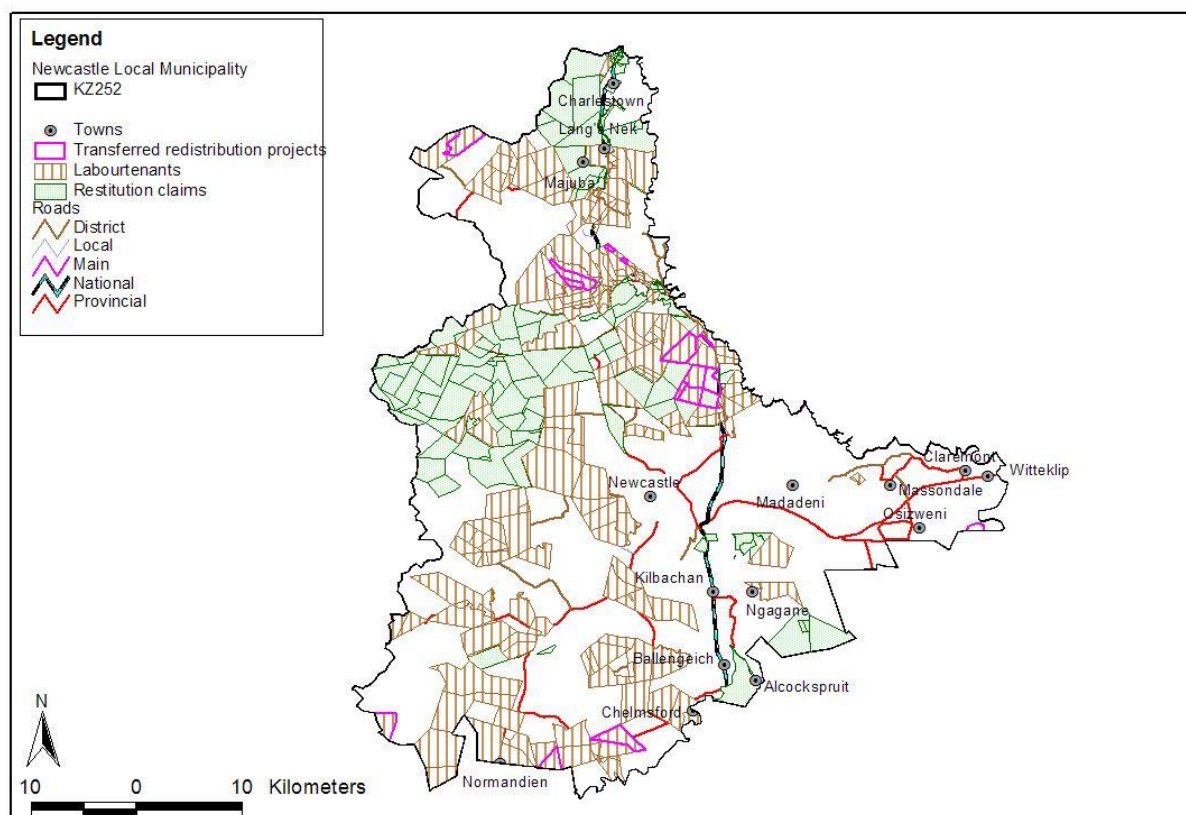 Legend
Newcastle Local Municipality
KZ252
Towns
Transferred redistribution projects
Labourtenants
Restitution claims
Roads
District
Local
Main
National
Provincial
Charlestown
Lang's Nek
Majuba
Newcastle
Madadeni
Claremont
Witteklip
Massondale
Osizweni
Kilbachan
Ngagane
Ballengeich
Alcockspruit
Chelmsford
Normandien
N
10 0 10 Kilometers